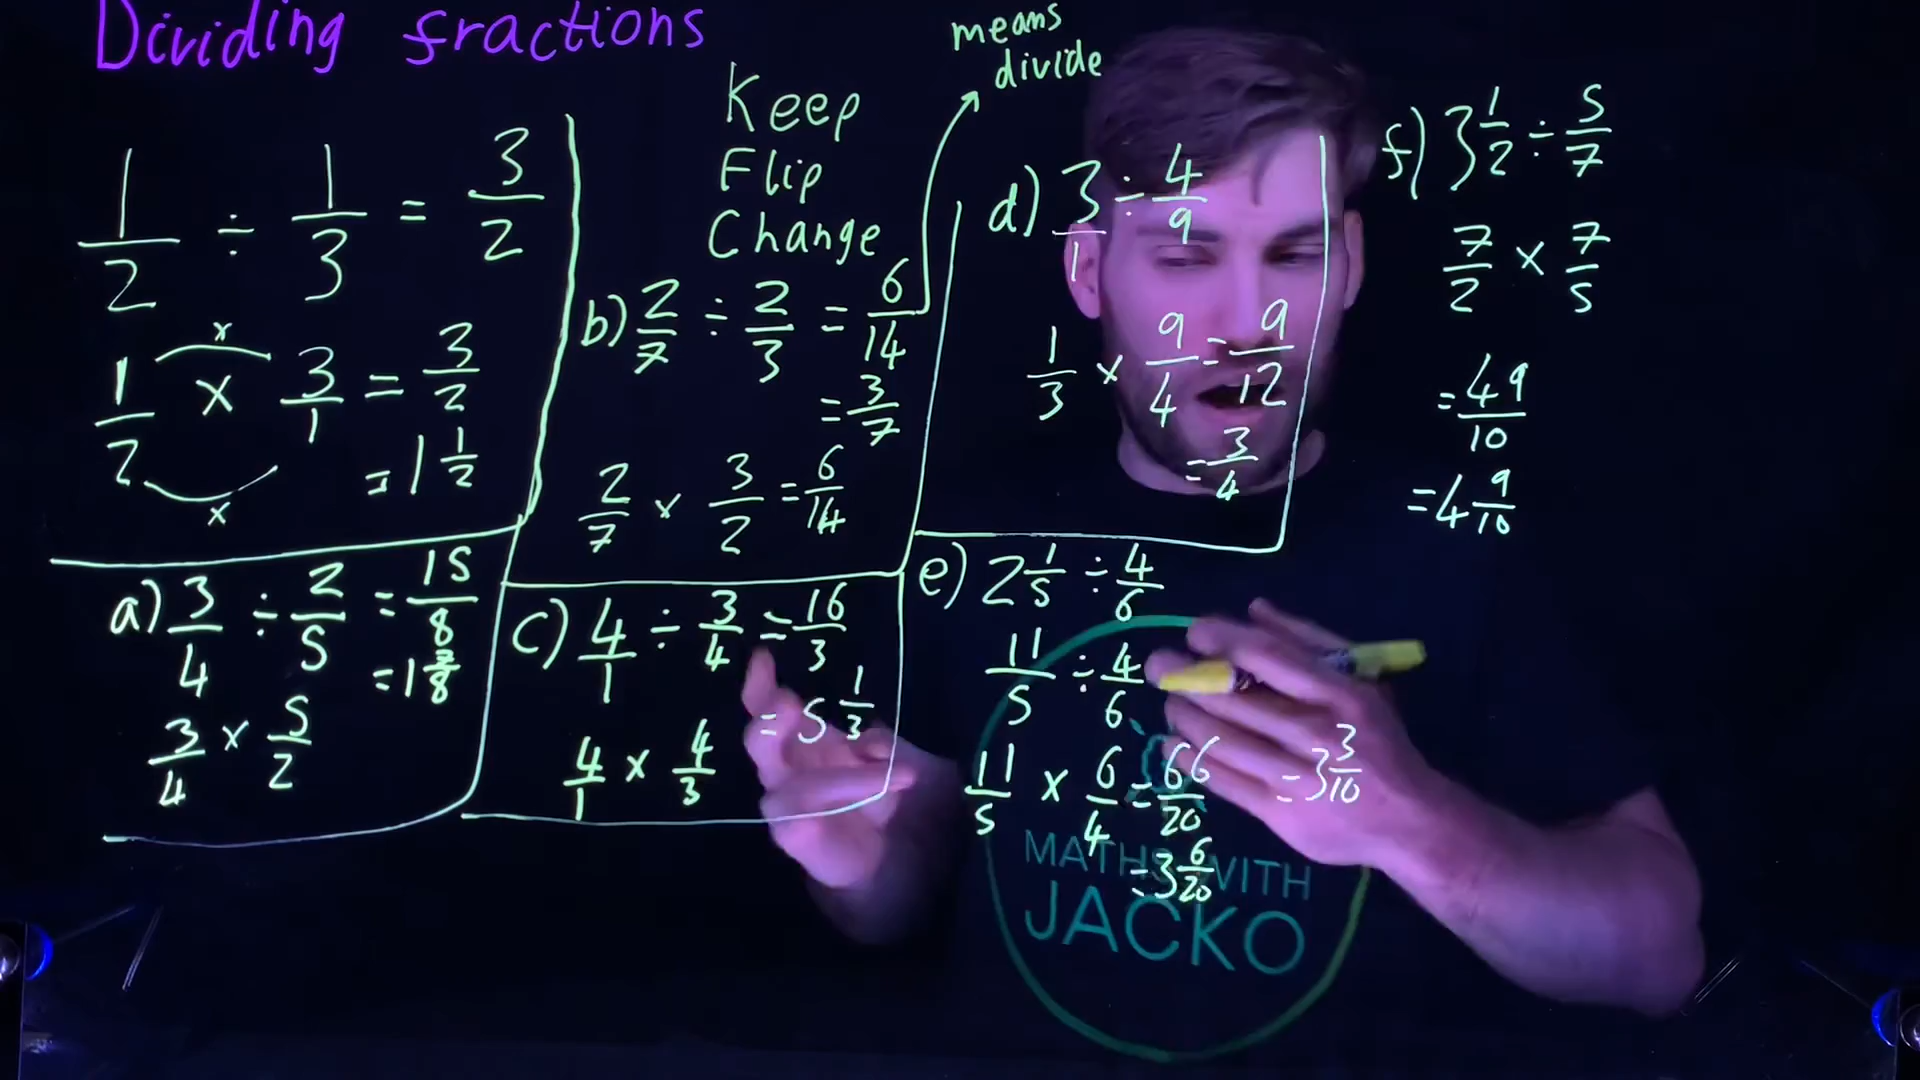 Dividing fractions
1/2 ÷ 1/3 = 3/2
x
1/2 x 3/1 = 3/2
= 1 1/2
x
Keep
Flip
Change
means
divide
a) 3/4 ÷ 2/5 = 15/8
= 1 7/8
3/4 x 5/2
b) 2/7 ÷ 2/3 = 6/14
= 3/7
2/7 x 3/2 = 6/14
c) 4/1 ÷ 3/4 = 16/3
= 5 1/3
4/1 x 4/3
d) 3/1 ÷ 4/9
1/3 x 9/4 = 9/12
= 3/4
e) 2 1/5 ÷ 4/6
11/5 ÷ 4/6
11/5 x 6/4 = 66/20 = 3 3/10
= 3 6/20
f) 3 1/2 ÷ 5/7
7/2 x 7/5
= 49/10
= 4 9/10
MATHS WITH
JACKO